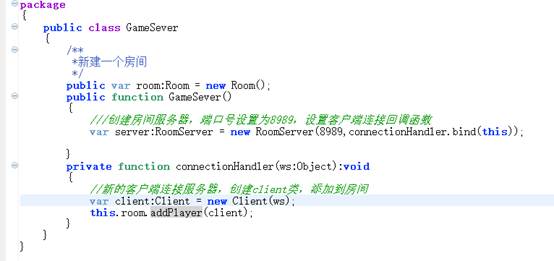 package
{
public class GameSever
{
/**
*新建一个房间
*/
public var room:Room = new Room();
public function GameSever()
{
///创建房间服务器，端口号设置为8989，设置客户端连接回调函数
var server:RoomServer = new RoomServer(8989,connectionHandler.bind(this));
}
private function connectionHandler(ws:Object):void
{
//新的客户端连接服务器，创建client类，添加到房间
var client:Client = new Client(ws);
this.room.addPlayer(client);
}
}
}